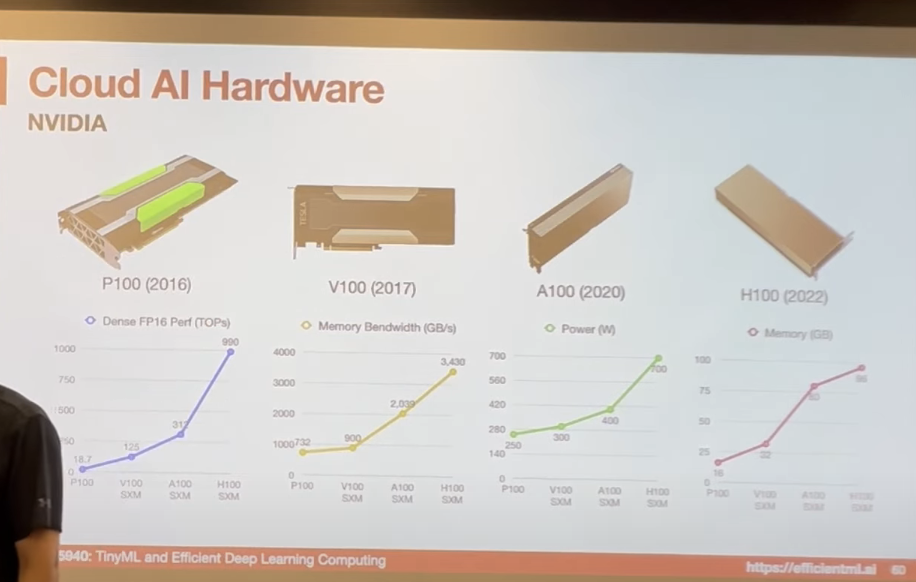 Cloud AI Hardware
NVIDIA
TESLA
P100 (2016)
V100 (2017)
A100 (2020)
H100 (2022)
Dense FP16 Perf (TOPs)
1000
750
500
250
0
18.7
125
312
990
P100
V100 SXM
A100 SXM
H100 SXM
Memory Bandwidth (GB/s)
4000
3000
2000
1000
0
732
900
2,039
3,430
P100
V100 SXM
A100 SXM
H100 SXM
Power (W)
700
560
420
280
140
0
250
300
400
700
P100
V100 SXM
A100 SXM
H100 SXM
Memory (GB)
100
75
50
25
0
16
32
80
96
P100
V100 SXM
A100 SXM
H100 SXM
5940: TinyML and Efficient Deep Learning Computing
https://efficientml.ai
60